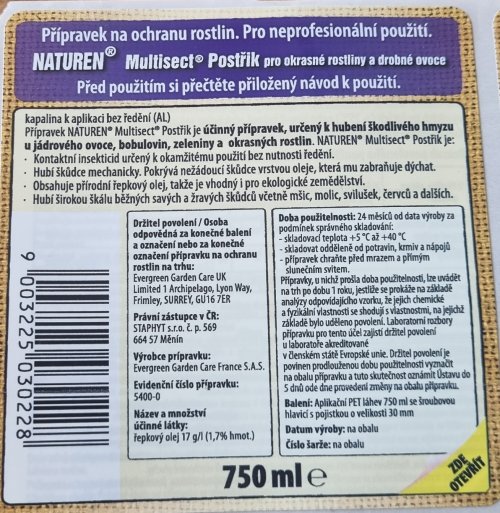 Přípravek na ochranu rostlin. Pro neprofesionální použití.
NATUREN® Multisect® Postřik pro okrasné rostliny a drobné ovoce
Před použitím si přečtěte přiložený návod k použití.
kapalina k aplikaci bez ředění (AL)
Přípravek NATUREN® Multisect® Postřik je účinný přípravek, určený k hubení škodlivého hmyzu
u jádrového ovoce, bobulovin, zeleniny a okrasných rostlin. NATUREN® Multisect® Postřik je:
· Kontaktní insekticid určený k okamžitému použití bez nutnosti ředění.
· Hubí škůdce mechanicky. Pokrývá nežádoucí škůdce vrstvou oleje, která mu zabraňuje dýchat.
· Obsahuje přírodní řepkový olej, takže je vhodný i pro ekologické zemědělství.
· Hubí širokou škálu běžných savých a žravých škůdců včetně mšic, molic, svilušek, červců a dalších.
9 003225 030228
Držitel povolení / Osoba
odpovědná za konečné balení
a označení nebo za konečné
označení přípravku na ochranu
rostlin na trhu:
Evergreen Garden Care UK
Limited 1 Archipelago, Lyon Way,
Frimley, SURREY, GU16 7ER
Právní zástupce v ČR:
STAPHYT s.r.o. č. p. 569
664 57 Měnín
Výrobce přípravku:
Evergreen Garden Care France S.A.S.
Evidenční číslo přípravku:
5400-0
Název a množství
účinné látky:
řepkový olej 17 g/l (1,7% hmot.)
Doba použitelnosti: 24 měsíců od data výroby za
podmínek správného skladování:
- skladovací teplota +5 °C až +40 °C
- skladovat odděleně od potravin, krmiv a nápojů
- přípravek chraňte před mrazem a přímým
slunečním svitem.
Přípravky, u nichž prošla doba použitelnosti, lze uvádět
na trh po dobu 1 roku, jestliže se prokáže na základě
analýzy odpovídajícího vzorku, že jejich chemické
a fyzikální vlastnosti se shodují s vlastnostmi, na jejichž
základě bylo uděleno povolení. Laboratorní rozbory
přípravku pro tento účel zajistí držitel povolení
u laboratoře akreditované
v členském státě Evropské unie. Držitel povolení je
povinen prodlouženou dobu použitelnosti vyznačit
na obalu přípravku a tuto skutečnost oznámit Ústavu do
5 dnů ode dne provedení změny na obalu přípravku.
Balení: Aplikační PET láhev 750 ml se šroubovou
hlavicí s pojistkou o velikosti 30 mm
Datum výroby: na obalu
Číslo šarže: na obalu
750 ml ℮
ZDE
OTEVŘÍT